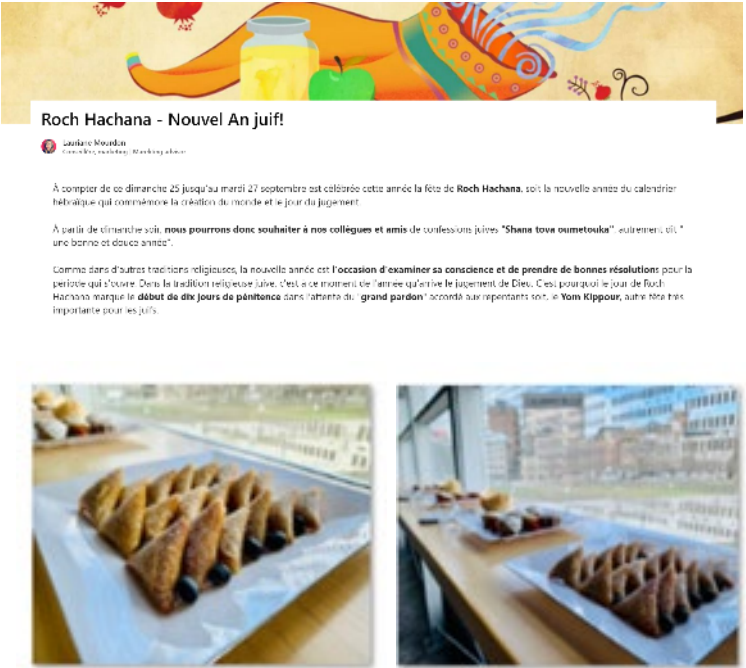 Roch Hachana - Nouvel An juif!
Lauriane Mourdon
Conseillère, marketing | Marketing advisor
À compter de ce dimanche 25 jusqu'au mardi 27 septembre est célébrée cette année la fête de Roch Hachana, soit la nouvelle année du calendrier
hébraïque qui commémore la création du monde et le jour du jugement.
À partir de dimanche soir, nous pourrons donc souhaiter à nos collègues et amis de confessions juives "Shana tova oumetouka", autrement dit "
une bonne et douce année".
Comme dans d'autres traditions religieuses, la nouvelle année est l'occasion d'examiner sa conscience et de prendre de bonnes résolutions pour la
période qui s'ouvre. Dans la tradition religieuse juive, c'est à ce moment de l'année qu'arrive le jugement de Dieu. C'est pourquoi le jour de Roch
Hachana marque le début de dix jours de pénitence dans l'attente du "grand pardon" accordé aux repentants soit, le Yom Kippour, autre fête très
importante pour les juifs.